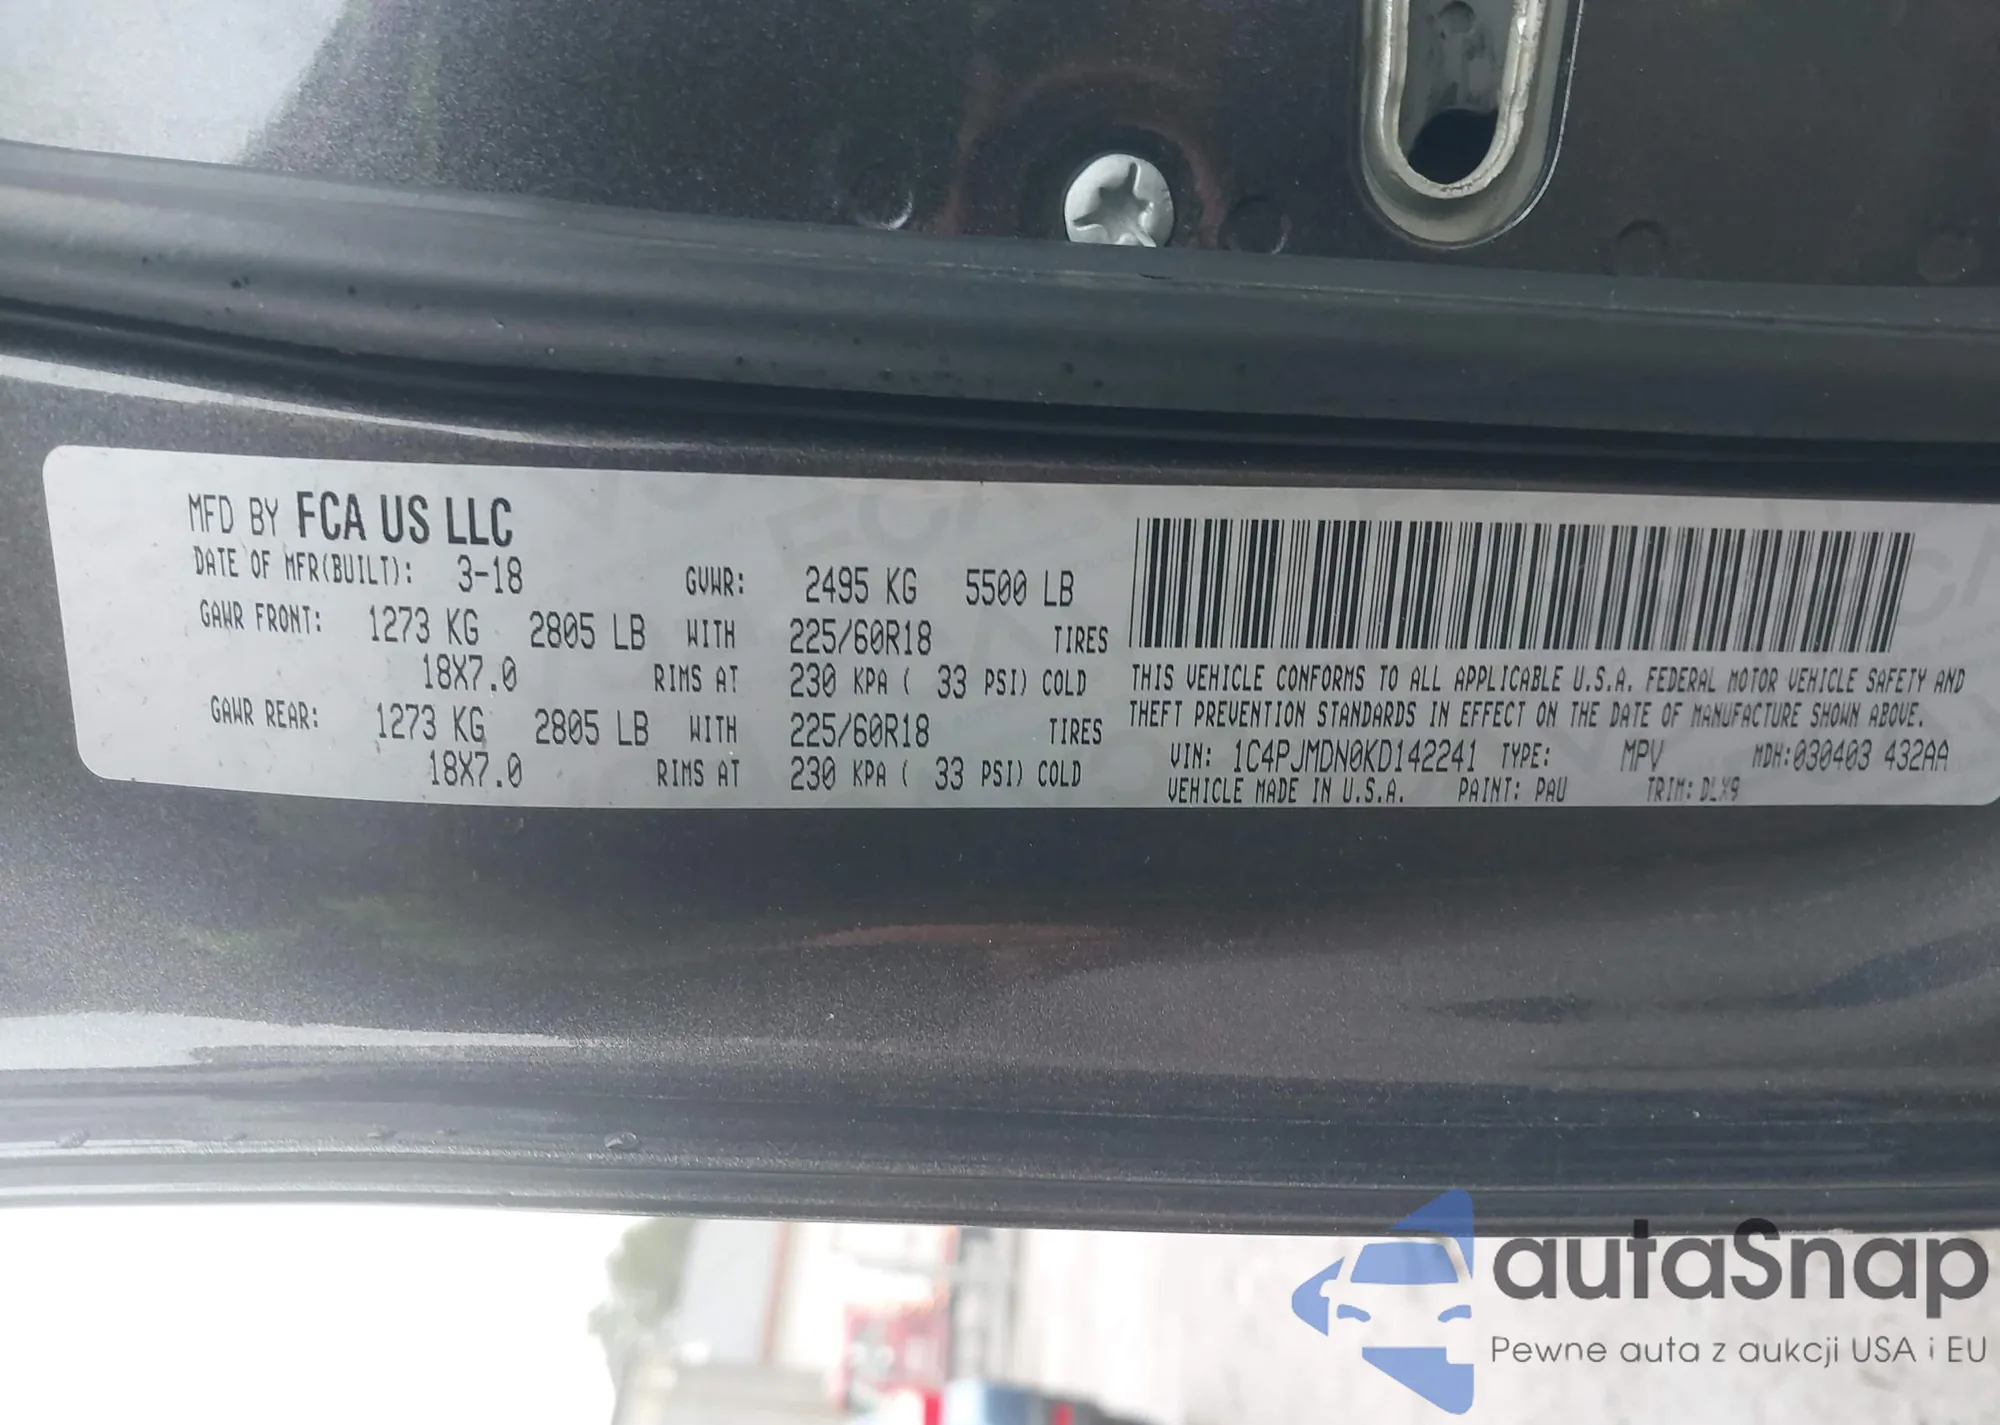 MFD BY FCA US LLC
DATE OF MFR(BUILT): 3-18 GVWR: 2495 KG 5500 LB
GAWR FRONT: 1273 KG 2805 LB WITH 225/60R18 TIRES
18X7.0 RIMS AT 230 KPA ( 33 PSI) COLD
GAWR REAR: 1273 KG 2805 LB WITH 225/60R18 TIRES
18X7.0 RIMS AT 230 KPA ( 33 PSI) COLD
THIS VEHICLE CONFORMS TO ALL APPLICABLE U.S.A. FEDERAL MOTOR VEHICLE SAFETY AND
THEFT PREVENTION STANDARDS IN EFFECT ON THE DATE OF MANUFACTURE SHOWN ABOVE.
VIN: 1C4PJMDN0KD142241 TYPE: MPV MDH:030403 432AA
VEHICLE MADE IN U.S.A. PAINT: PAU TRIM: DLX9
autaSnap
Pewne auta z aukcji USA i EU